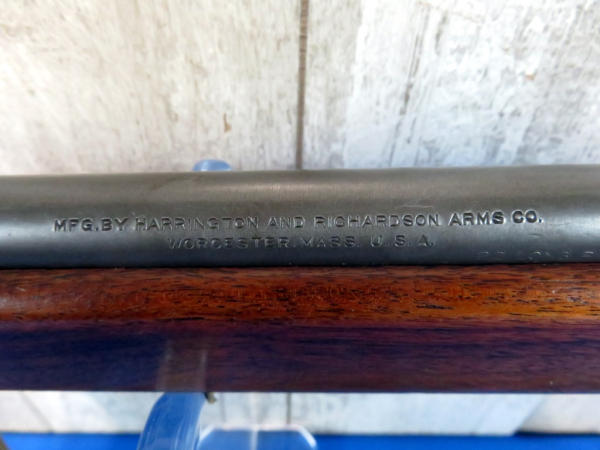 MFG. BY HARRINGTON AND RICHARDSON ARMS CO.
WORCESTER, MASS. U. S. A.